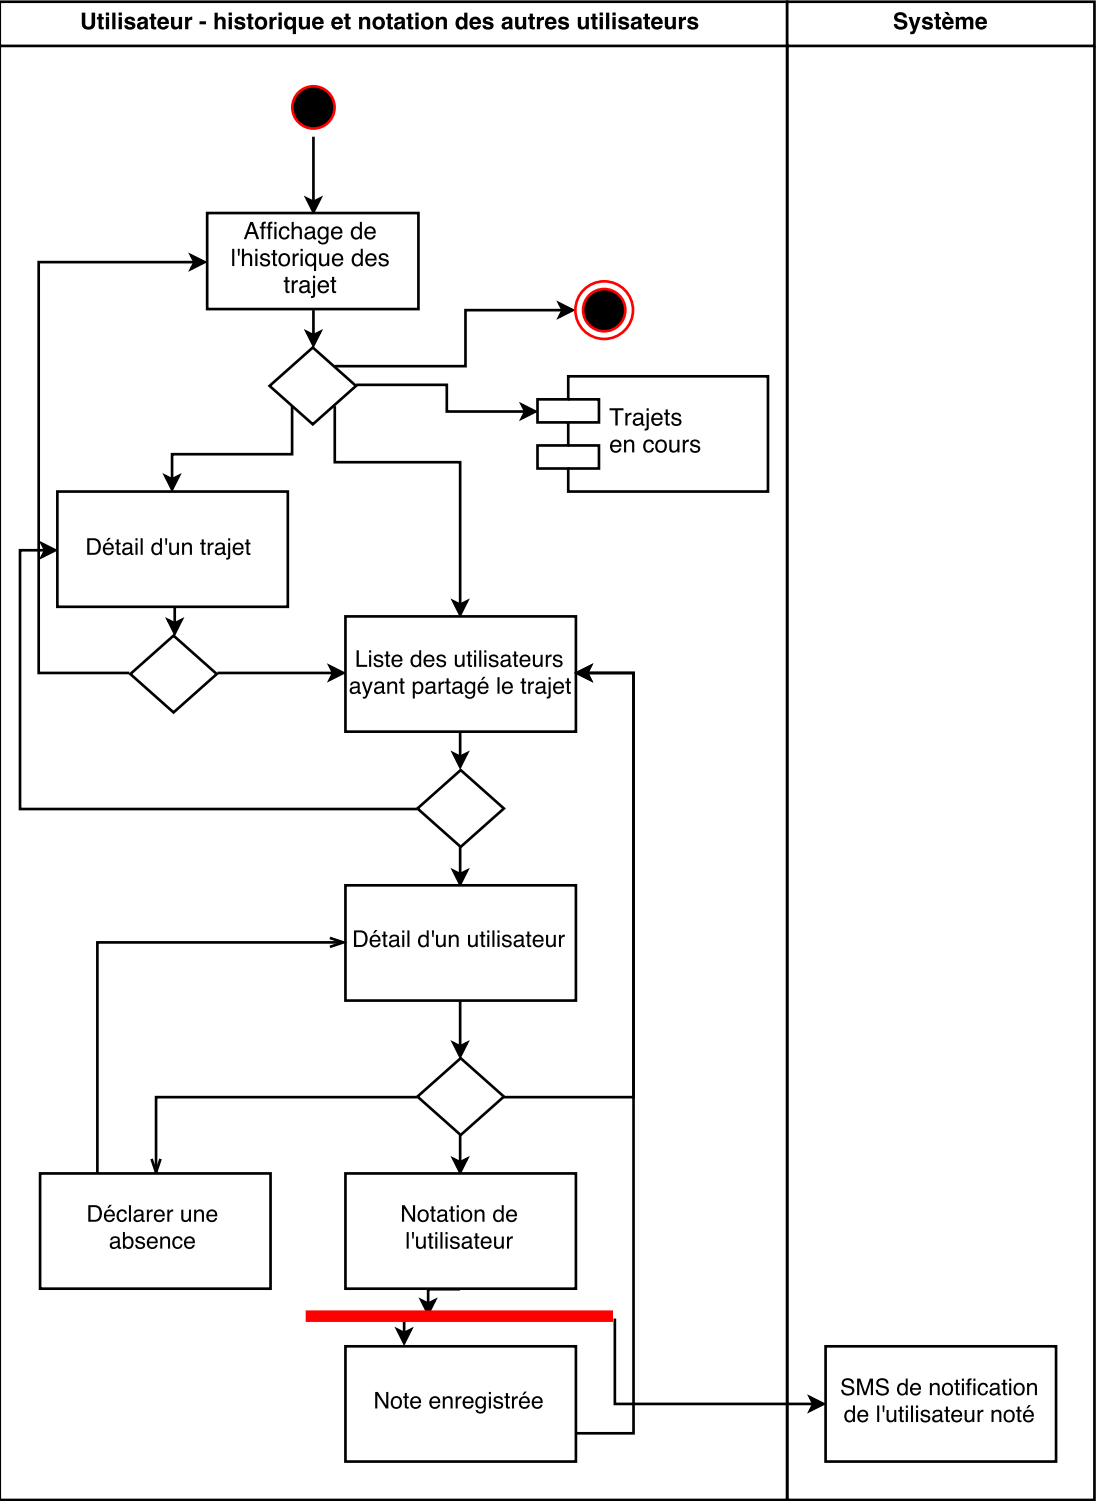 Utilisateur - historique et notation des autres utilisateurs
Système
Affichage de
l'historique des
trajet
Trajets
en cours
Détail d'un trajet
Liste des utilisateurs
ayant partagé le trajet
Détail d'un utilisateur
Déclarer une
absence
Notation de
l'utilisateur
Note enregistrée
SMS de notification
de l'utilisateur noté